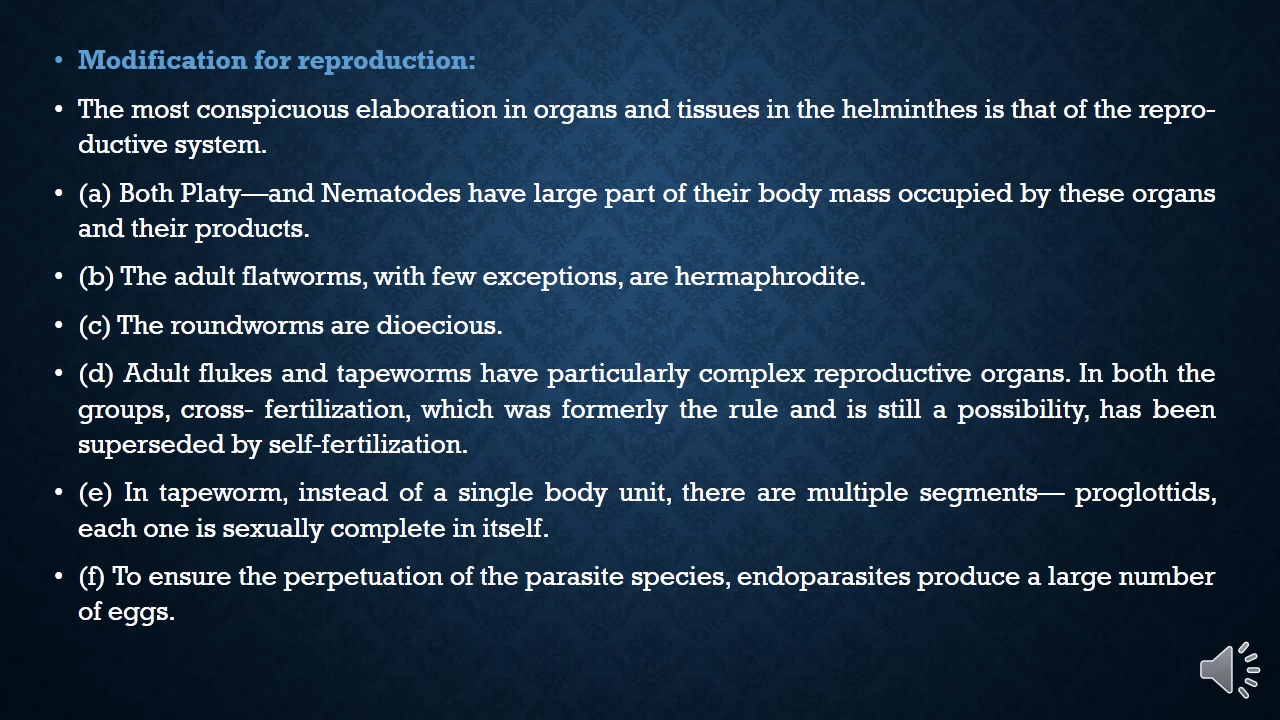 • Modification for reproduction:
• The most conspicuous elaboration in organs and tissues in the helminthes is that of the repro-
ductive system.
• (a) Both Platy—and Nematodes have large part of their body mass occupied by these organs
and their products.
• (b) The adult flatworms, with few exceptions, are hermaphrodite.
• (c) The roundworms are dioecious.
• (d) Adult flukes and tapeworms have particularly complex reproductive organs. In both the
groups, cross- fertilization, which was formerly the rule and is still a possibility, has been
superseded by self-fertilization.
• (e) In tapeworm, instead of a single body unit, there are multiple segments— proglottids,
each one is sexually complete in itself.
• (f) To ensure the perpetuation of the parasite species, endoparasites produce a large number
of eggs.